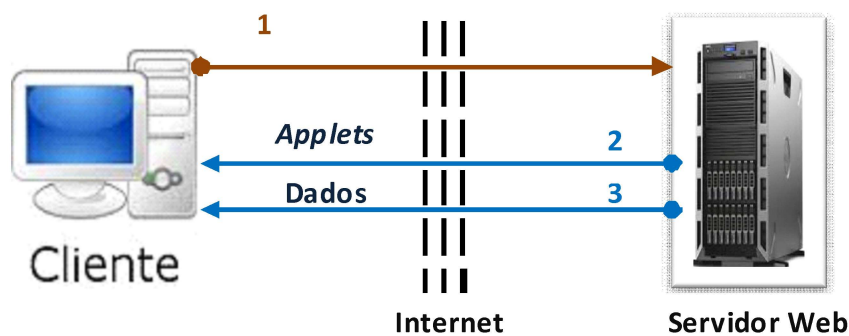 1
Applets
2
Dados
3
Cliente
Internet
Servidor Web